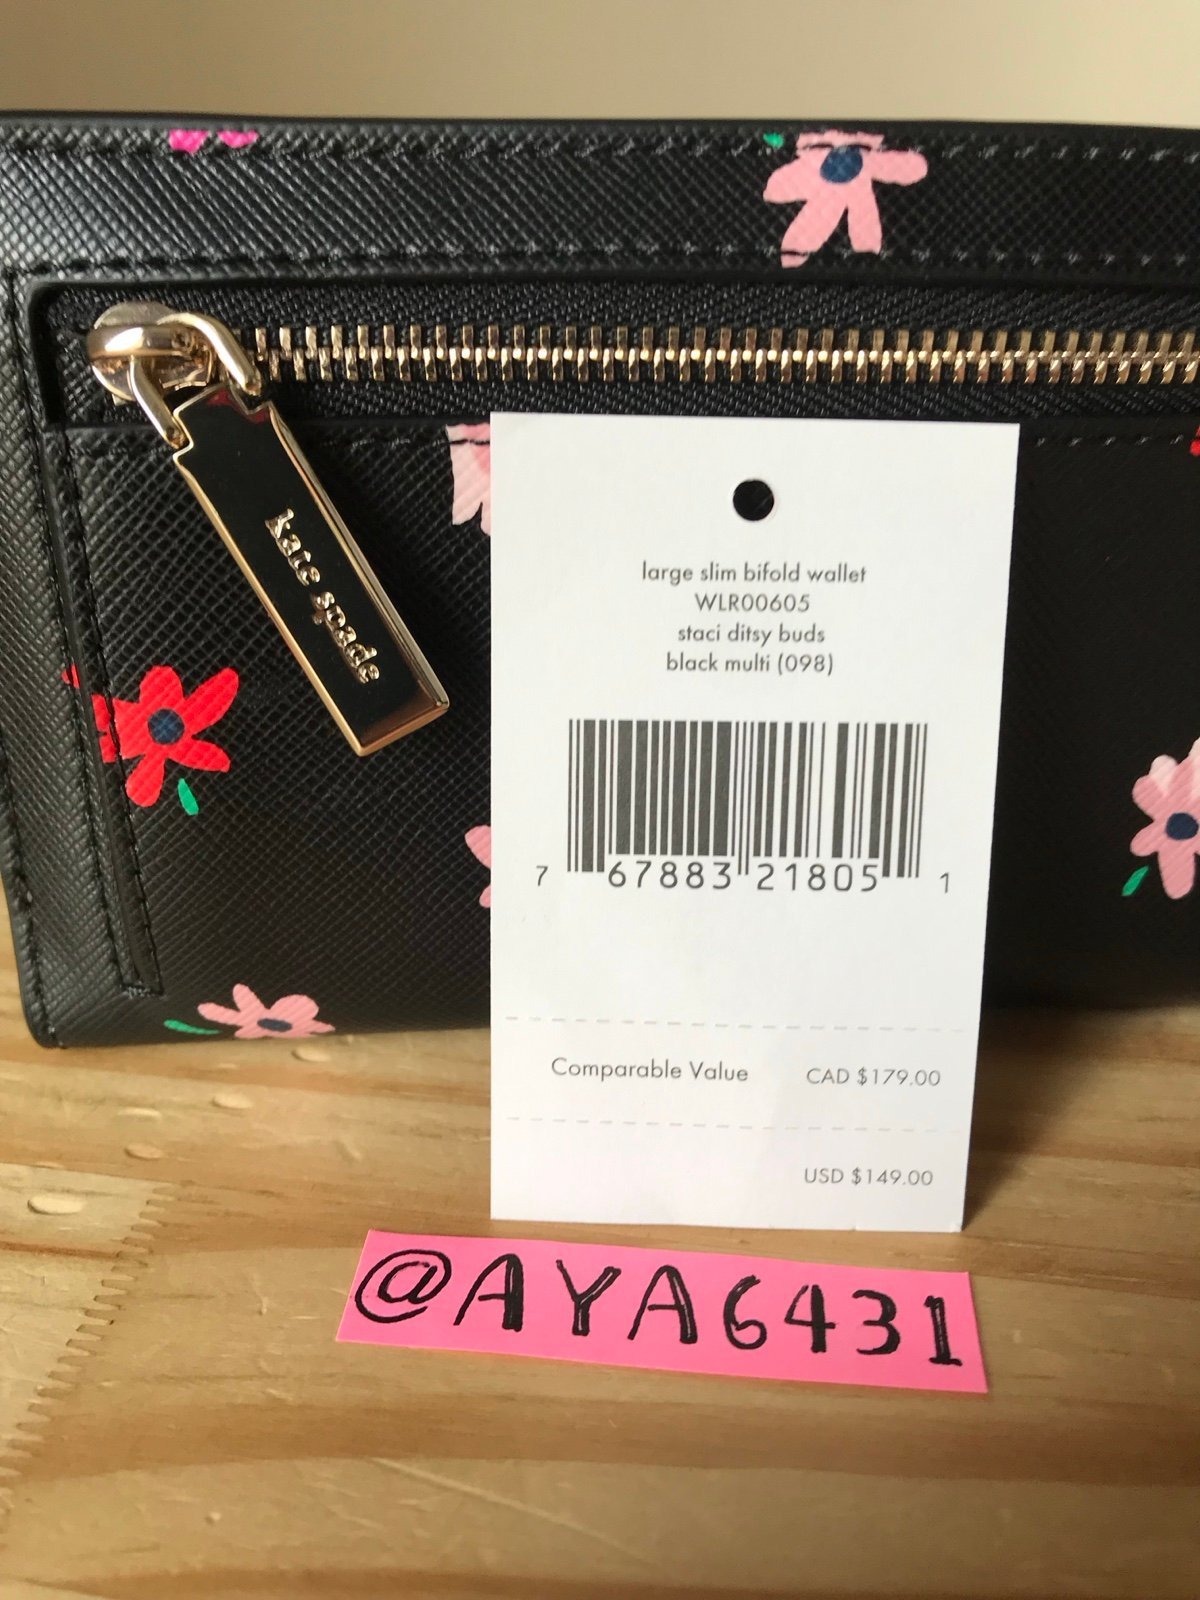 kate spade
large slim bifold wallet
WLR00605
staci ditsy buds
black multi (098)
7 67883 21805 1
Comparable Value CAD $179.00
USD $149.00
@AYA6431